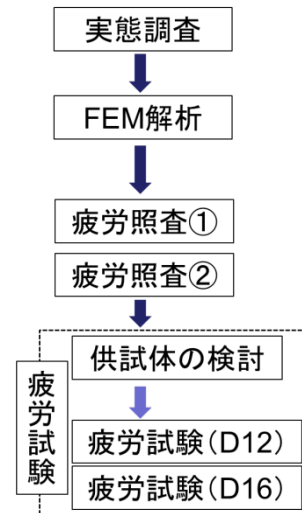 実態調査
FEM解析
疲労照査①
疲労照査②
疲労試験
供試体の検討
疲労試験(D12)
疲労試験(D16)